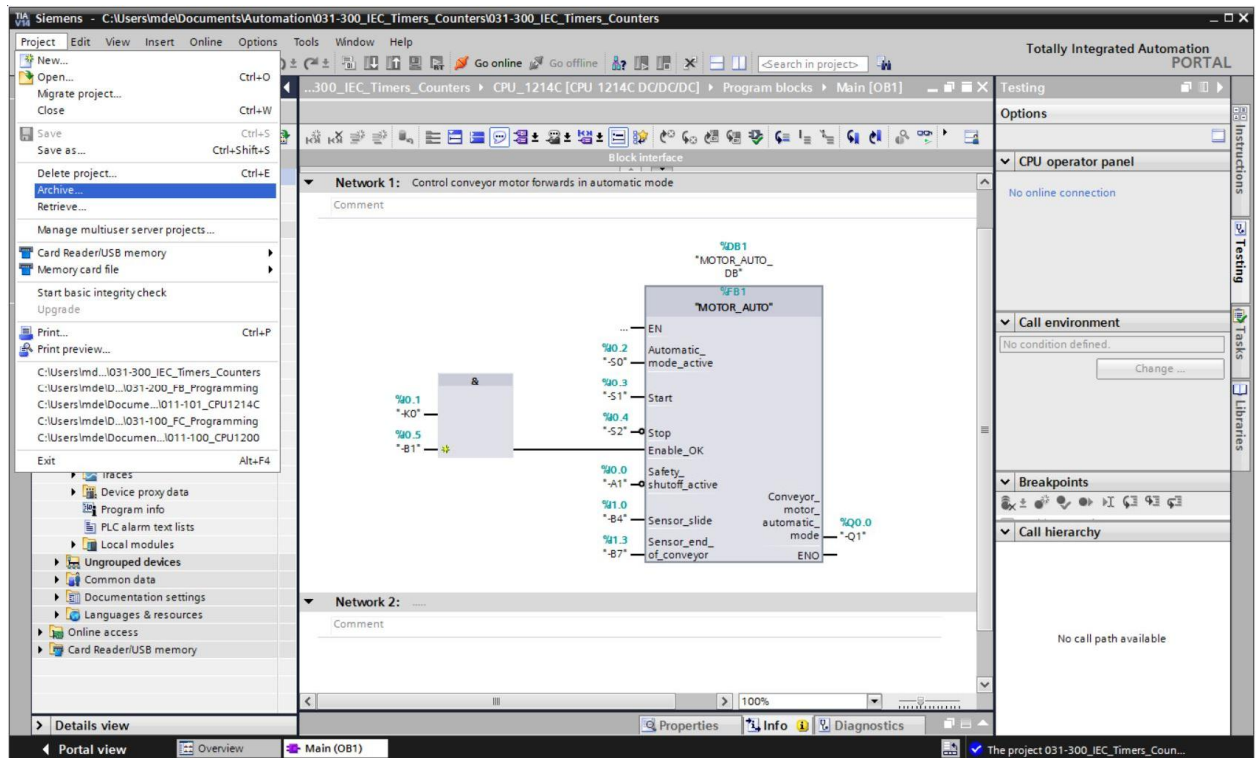 TIA V14 Siemens - C:\Users\mde\Documents\Automation\031-300_IEC_Timers_Counters\031-300_IEC_Timers_Counters
Project Edit View Insert Online Options Tools Window Help
Totally Integrated Automation
PORTAL
Go online Go offline <Search in project>
New...
Open... Ctrl+O
Migrate project...
Close Ctrl+W
Save Ctrl+S
Save as... Ctrl+Shift+S
Delete project... Ctrl+E
Archive...
Retrieve...
Manage multiuser server projects...
Card Reader/USB memory
Memory card file
Start basic integrity check
Upgrade
Print... Ctrl+P
Print preview...
C:\Users\md...\031-300_IEC_Timers_Counters
C:\Users\mde\D...\031-200_FB_Programming
C:\Users\mde\Docume...\011-101_CPU1214C
C:\Users\mde\D...\031-100_FC_Programming
C:\Users\mde\Documen...\011-100_CPU1200
Exit Alt+F4
Traces
Device proxy data
Program info
PLC alarm text lists
Local modules
Ungrouped devices
Common data
Documentation settings
Languages & resources
Online access
Card Reader/USB memory
Details view
...300_IEC_Timers_Counters CPU_1214C [CPU 1214C DC/DC/DC] Program blocks Main [OB1]
Block interface
Network 1: Control conveyor motor forwards in automatic mode
Comment
%DB1
"MOTOR_AUTO_
DB"
%FB1
"MOTOR_AUTO"
... EN
%I0.2
"-S0"
Automatic_
mode_active
%I0.3
"-S1" Start
%I0.4
"-S2" Stop
&
%I0.1
"-K0"
%I0.5
"-B1"
Enable_OK
%I0.0
"-A1"
Safety_
shutoff_active
%I1.0
"-B4" Sensor_slide
%I1.3
"-B7"
Sensor_end_
of_conveyor
Conveyor_
motor_
automatic_
mode
%Q0.0
"-Q1"
ENO
Network 2: .....
Comment
100%
Properties Info Diagnostics
Testing
Options
CPU operator panel
No online connection
Call environment
No condition defined.
Change ...
Breakpoints
Call hierarchy
No call path available
Instructions
Testing
Tasks
Libraries
Portal view Overview Main (OB1)
The project 031-300_IEC_Timers_Coun...